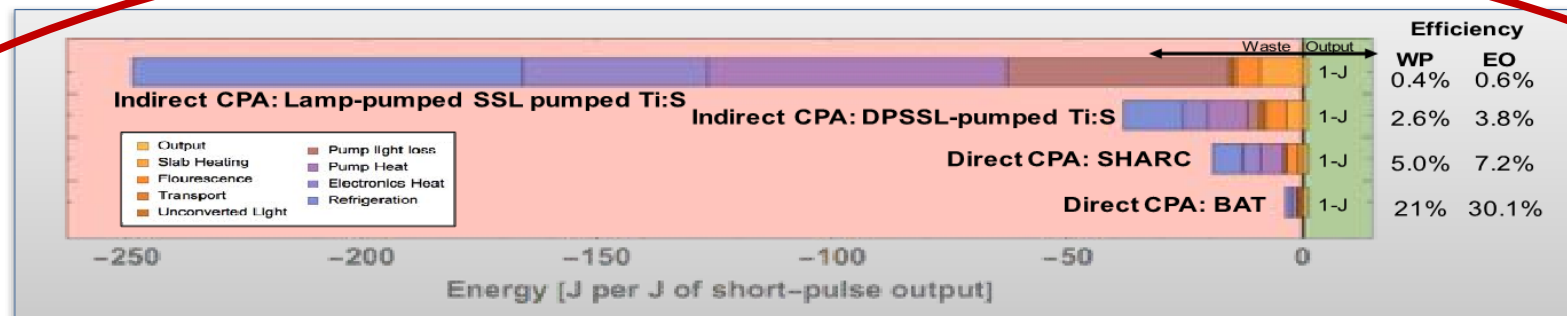 Efficiency
Waste Output
WP EO
1-J 0.4% 0.6%
Indirect CPA: Lamp-pumped SSL pumped Ti:S
Indirect CPA: DPSSL-pumped Ti:S 1-J 2.6% 3.8%
Output
Slab Heating
Flourescence
Transport
Unconverted Light
Pump light loss
Pump Heat
Electronics Heat
Refrigeration
Direct CPA: SHARC 1-J 5.0% 7.2%
Direct CPA: BAT 1-J 21% 30.1%
−250 −200 −150 −100 −50 0
Energy [J per J of short−pulse output]